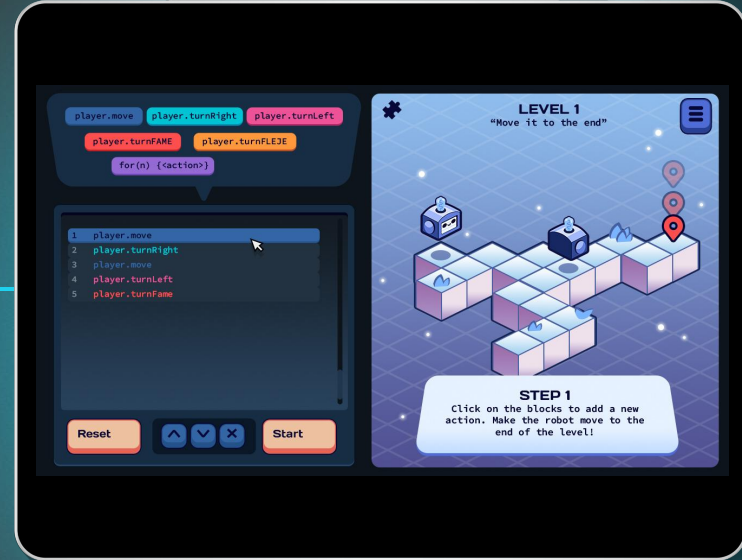 player.move
player.turnRight
player.turnLeft
player.turnFAME
player.turnFLEJE
for(n) {<action>}
1 player.move
2 player.turnRight
3 player.move
4 player.turnLeft
5 player.turnFame
Reset
Start
LEVEL 1
“Move it to the end”
STEP 1
Click on the blocks to add a new
action. Make the robot move to the
end of the level!